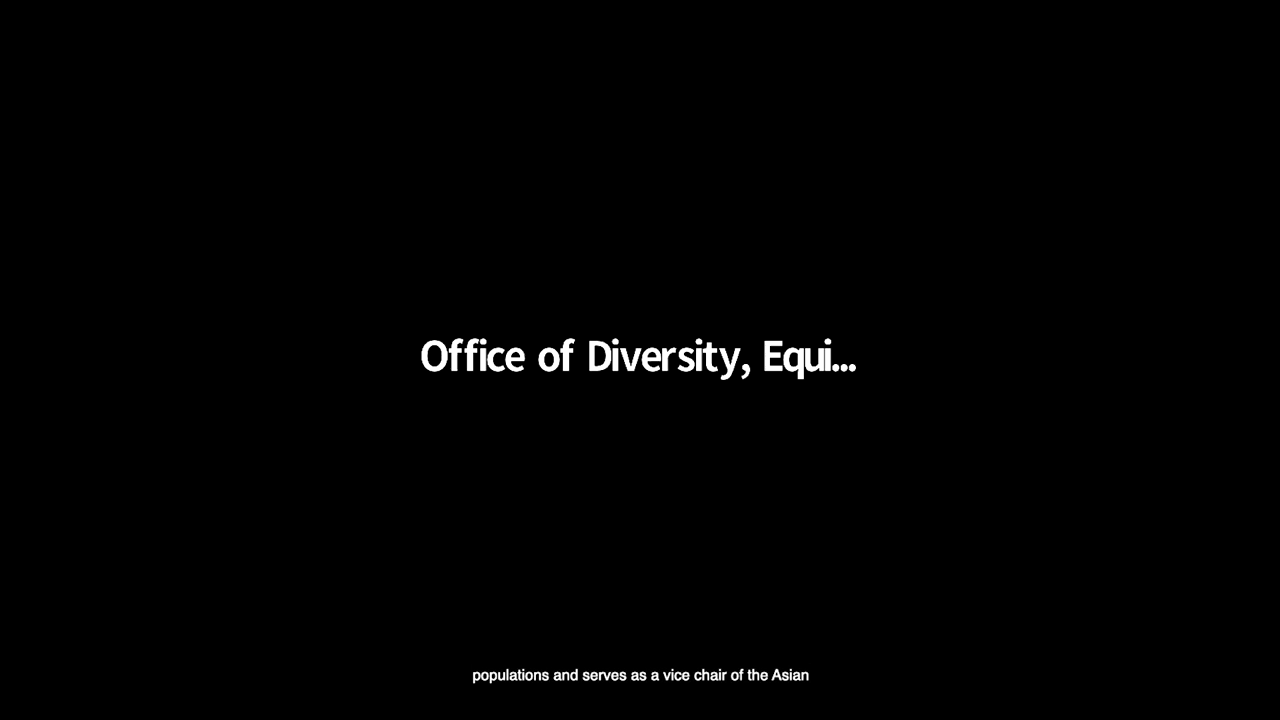 Office of Diversity, Equi...
populations and serves as a vice chair of the Asian